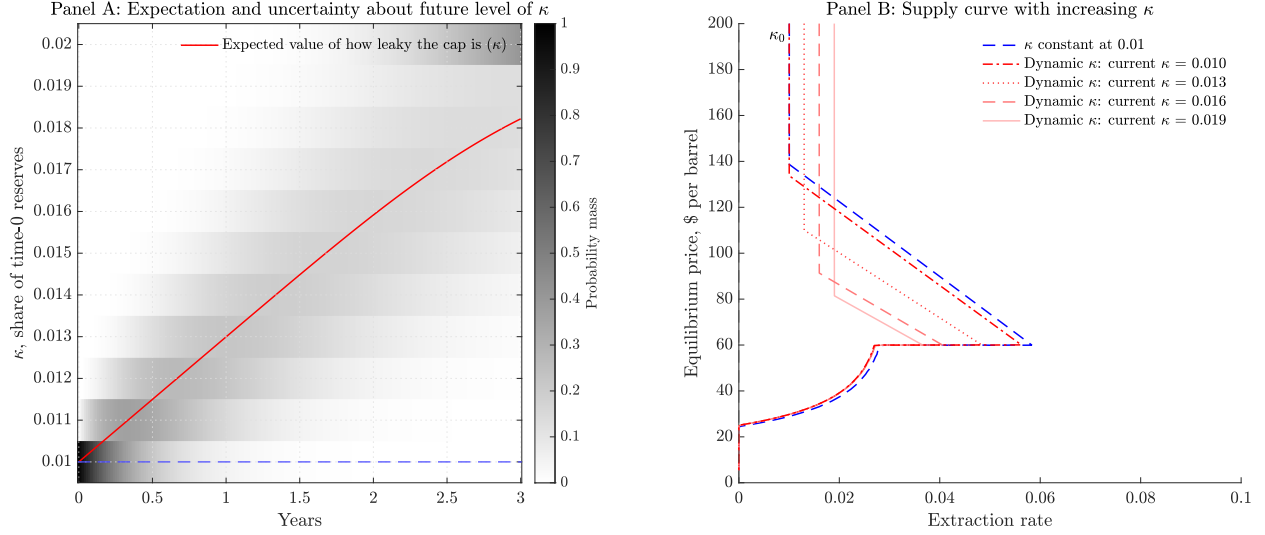 Panel A: Expectation and uncertainty about future level of κ
Expected value of how leaky the cap is (κ)
κ, share of time-0 reserves
0.02
0.019
0.018
0.017
0.016
0.015
0.014
0.013
0.012
0.011
0.01
0 0.5 1 1.5 2 2.5 3
Years
1
0.9
0.8
0.7
0.6
0.5
0.4
0.3
0.2
0.1
0
Probability mass
Panel B: Supply curve with increasing κ
κ0
κ constant at 0.01
Dynamic κ: current κ = 0.010
Dynamic κ: current κ = 0.013
Dynamic κ: current κ = 0.016
Dynamic κ: current κ = 0.019
Equilibrium price, $ per barrel
200
180
160
140
120
100
80
60
40
20
0
0 0.02 0.04 0.06 0.08 0.1
Extraction rate